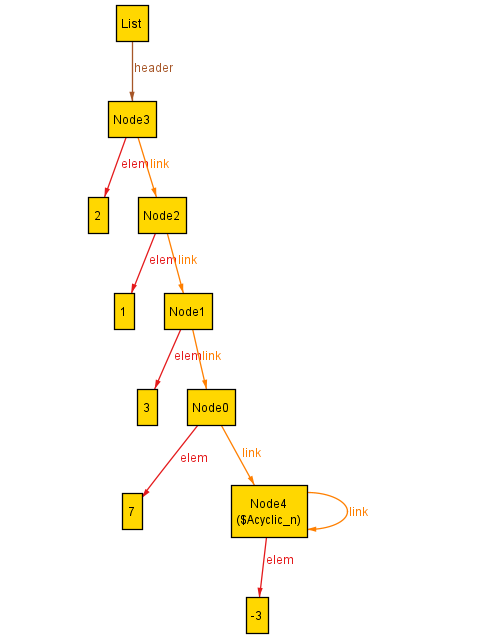 List
header
Node3
elem
link
2
Node2
elem
link
1
Node1
elem
link
3
Node0
elem
link
7
Node4
($Acyclic_n)
link
elem
-3